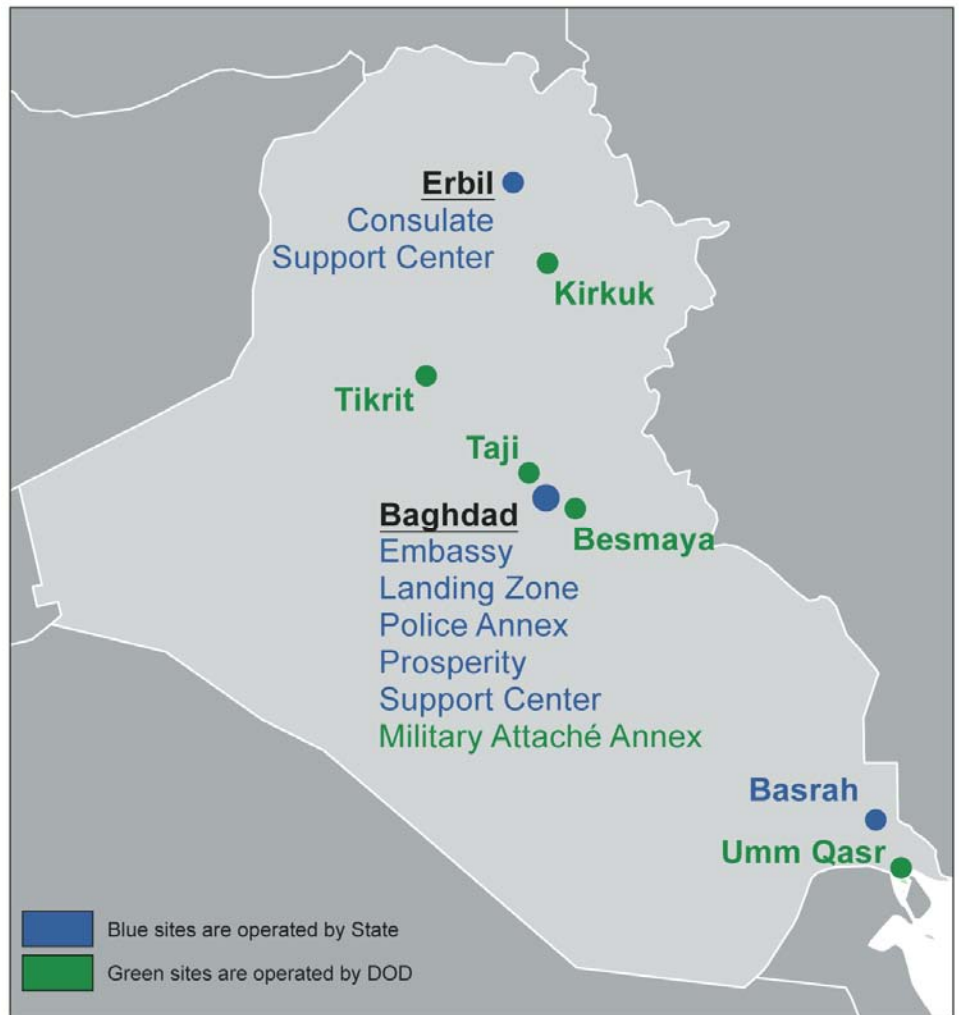 Erbil
Consulate
Support Center
Kirkuk
Tikrit
Taji
Baghdad
Besmaya
Embassy
Landing Zone
Police Annex
Prosperity
Support Center
Military Attaché Annex
Basrah
Umm Qasr
Blue sites are operated by State
Green sites are operated by DOD